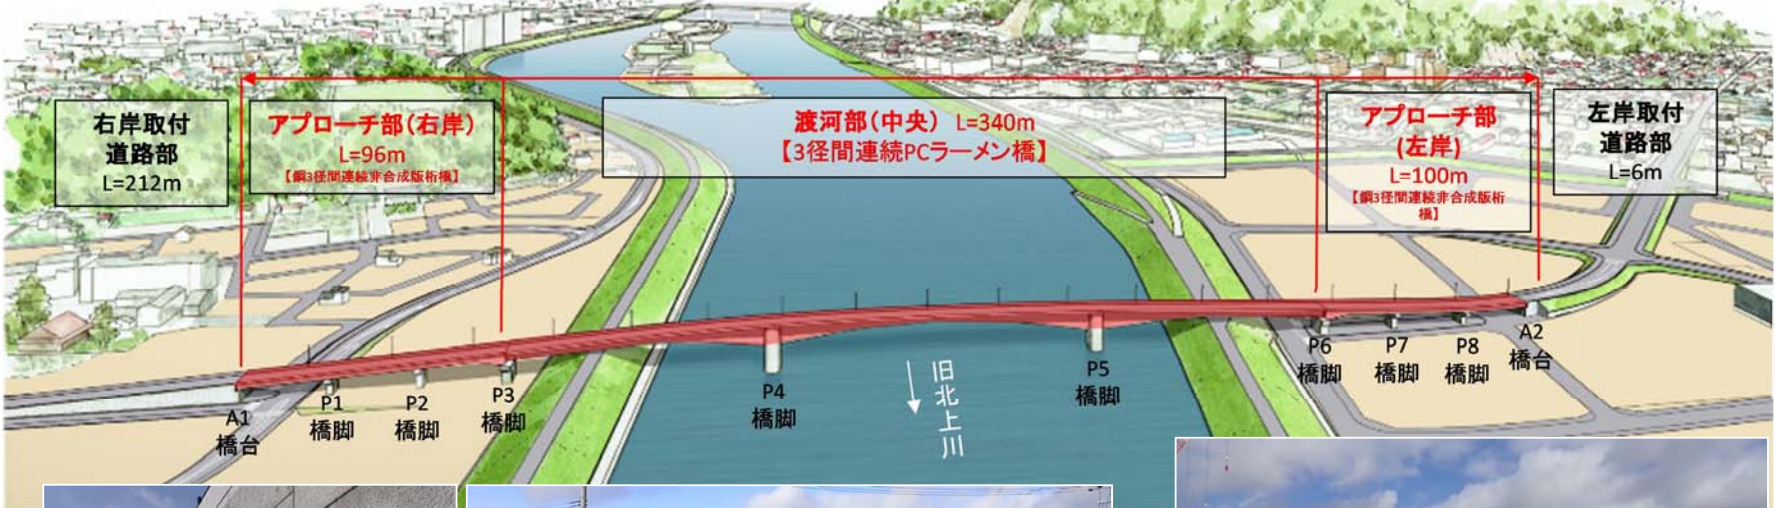 右岸取付
道路部
L=212m
アプローチ部(右岸)
L=96m
【鋼3径間連続非合成版桁橋】
渡河部(中央) L=340m
【3径間連続PCラーメン橋】
アプローチ部
(左岸)
L=100m
【鋼3径間連続非合成版桁
橋】
左岸取付
道路部
L=6m
A1
橋台
P1
橋脚
P2
橋脚
P3
橋脚
P4
橋脚
旧北上川
P5
橋脚
P6
橋脚
P7
橋脚
P8
橋脚
A2
橋台